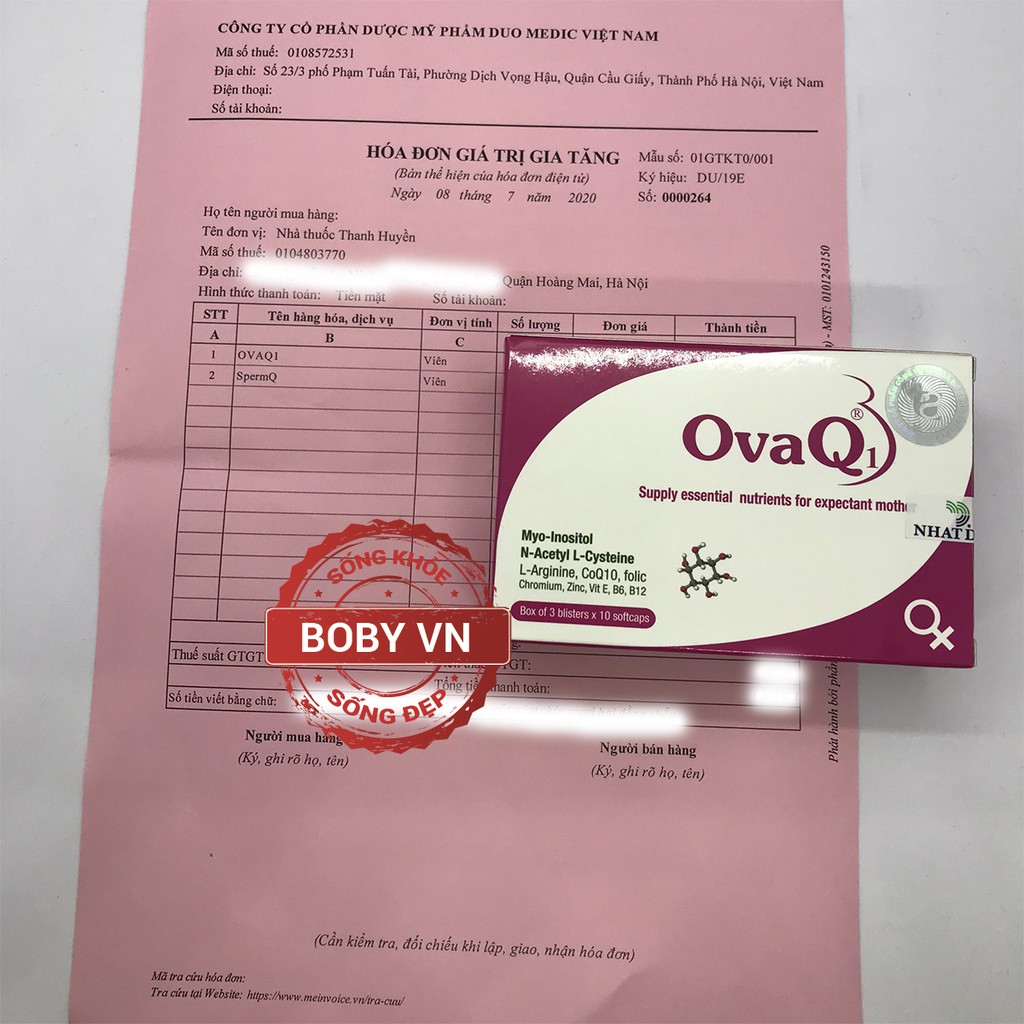 CÔNG TY CỔ PHẦN DƯỢC MỸ PHẨM DUO MEDIC VIỆT NAM
Mã số thuế: 0108572531
Địa chỉ: Số 23/3 phố Phạm Tuấn Tài, Phường Dịch Vọng Hậu, Quận Cầu Giấy, Thành Phố Hà Nội, Việt Nam
Điện thoại:
Số tài khoản:
HÓA ĐƠN GIÁ TRỊ GIA TĂNG
(Bản thể hiện của hóa đơn điện tử)
Ngày 08 tháng 7 năm 2020
Mẫu số: 01GTKT0/001
Ký hiệu: DU/19E
Số: 0000264
Họ tên người mua hàng:
Tên đơn vị: Nhà thuốc Thanh Huyền
Mã số thuế: 0104803770
Địa chỉ: Quận Hoàng Mai, Hà Nội
Hình thức thanh toán: Tiền mặt Số tài khoản:
STT Tên hàng hóa, dịch vụ Đơn vị tính Số lượng Đơn giá Thành tiền
A B C
1 OVAQ1 Viên
2 SpermQ Viên
OvaQ1®
Supply essential nutrients for expectant mothe
NHAT D
Myo-Inositol
N-Acetyl L-Cysteine
L-Arginine, CoQ10, folic
Chromium, Zinc, Vit E, B6, B12
Box of 3 blisters x 10 softcaps
SỐNG KHỎE
BOBY VN
SỐNG ĐẸP
Thuế suất GTGT
GTGT:
Tổng tiền thanh toán:
Số tiền viết bằng chữ:
Người mua hàng
(Ký, ghi rõ họ, tên)
Người bán hàng
(Ký, ghi rõ họ, tên)
Phát hành bởi phần
) - MST: 0101243150
(Cần kiểm tra, đối chiếu khi lập, giao, nhận hóa đơn)
Mã tra cứu hóa đơn:
Tra cứu tại Website: https://www.meinvoice.vn/tra-cuu/